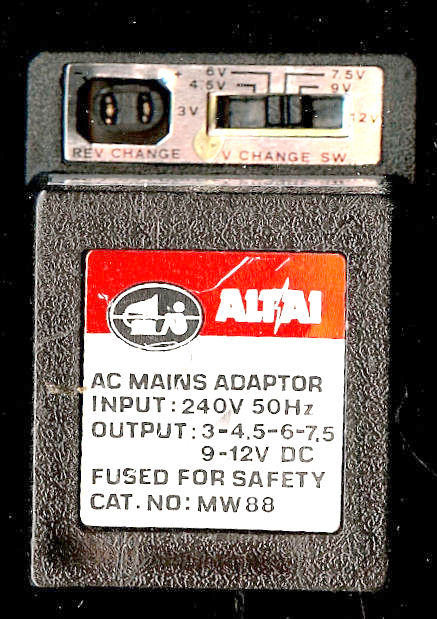 - +
6V 7.5V
4.5V 9V
3V 12V
REV CHANGE V CHANGE SW
ALTAI
AC MAINS ADAPTOR
INPUT: 240V 50Hz
OUTPUT: 3-4.5-6-7.5
9-12V DC
FUSED FOR SAFETY
CAT. NO: MW88